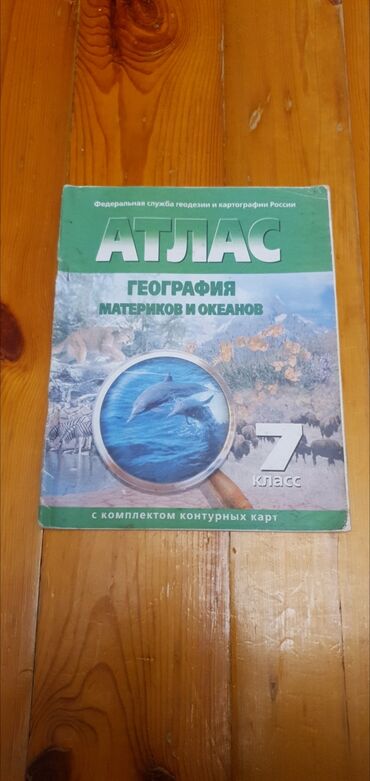 Федеральная служба геодезии и картографии России
АТЛАС
ГЕОГРАФИЯ
МАТЕРИКОВ И ОКЕАНОВ
7
класс
с комплектом контурных карт